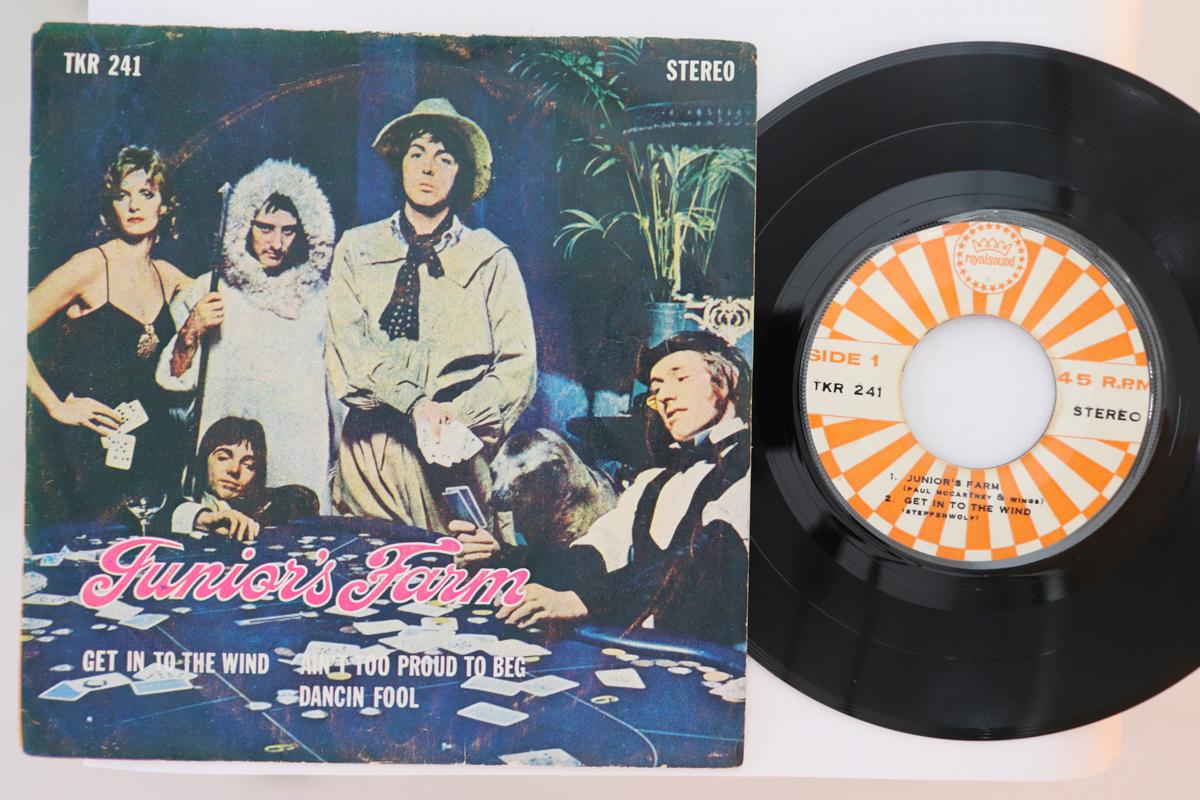 TKR 241
STEREO
Junior's Farm
GET IN TO THE WIND AIN'T TOO PROUD TO BEG
DANCIN FOOL
royalsound
SIDE 1
45 R.P.M
TKR 241
STEREO
1. JUNIOR'S FARM
(PAUL McCARTNEY & WINGS)
2. GET IN TO THE WIND
(STEPPENWOLF)